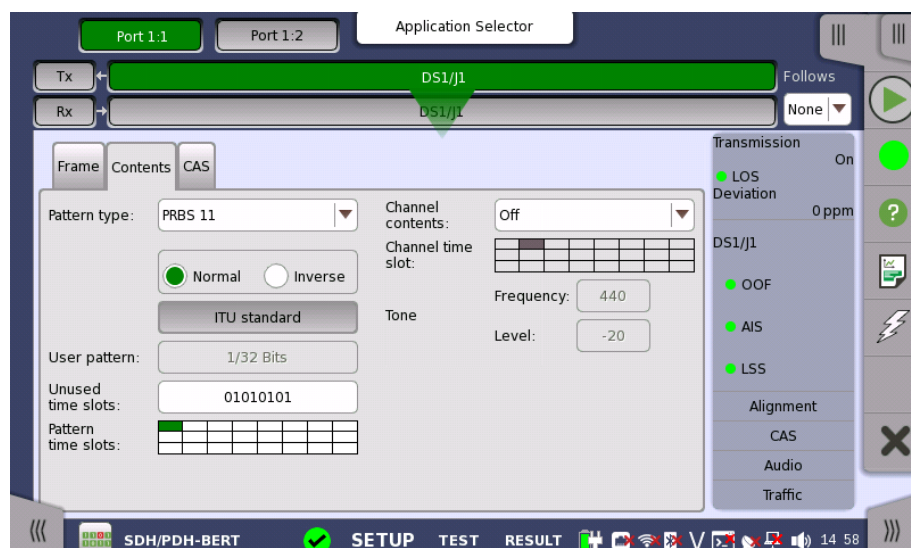 Application Selector
Port 1:1
Port 1:2
Tx
DS1/J1
Follows
Rx
DS1/J1
None
Frame
Contents
CAS
Pattern type:
PRBS 11
Normal
Inverse
ITU standard
User pattern:
1/32 Bits
Unused
time slots:
01010101
Pattern
time slots:
Channel
contents:
Off
Channel time
slot:
Tone
Frequency:
440
Level:
-20
Transmission
On
LOS
Deviation
0 ppm
DS1/J1
OOF
AIS
LSS
Alignment
CAS
Audio
Traffic
SDH/PDH-BERT
SETUP
TEST
RESULT
14 58